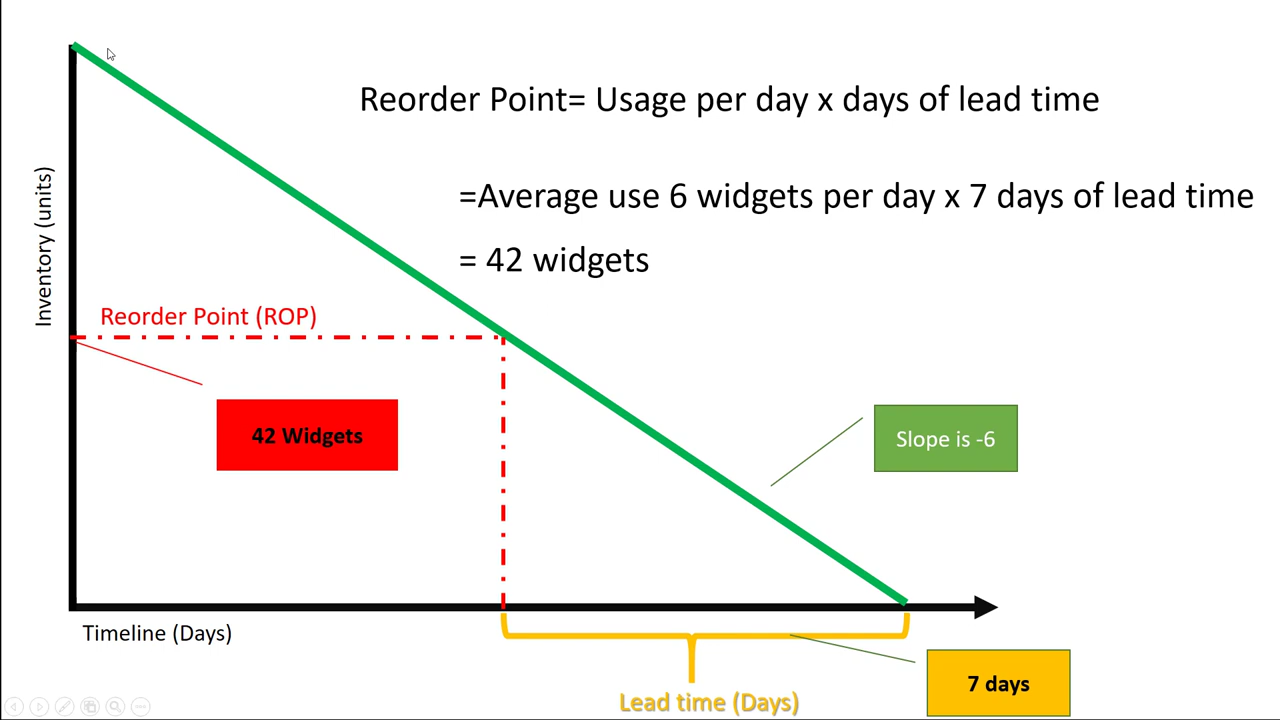 Reorder Point= Usage per day x days of lead time
=Average use 6 widgets per day x 7 days of lead time
= 42 widgets
Inventory (units)
Reorder Point (ROP)
42 Widgets
Slope is -6
Timeline (Days)
7 days
Lead time (Days)